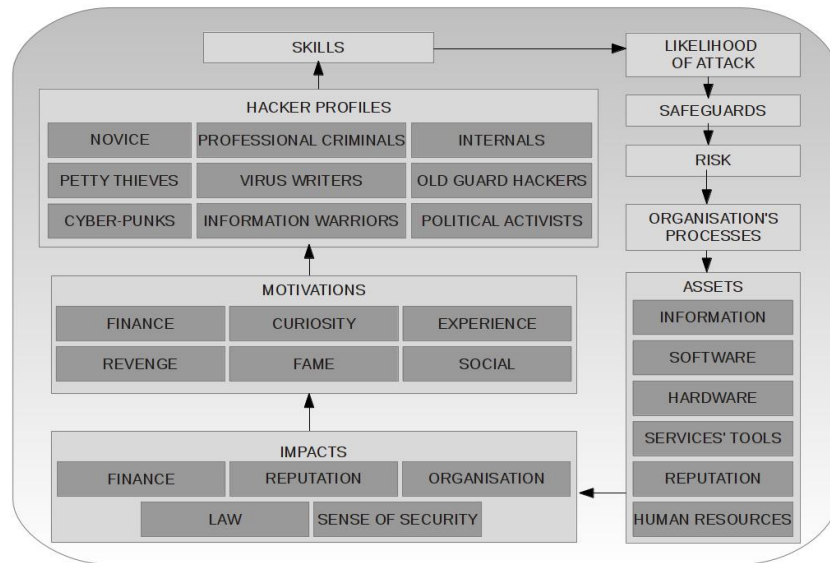 SKILLS
LIKELIHOOD
OF ATTACK
HACKER PROFILES
NOVICE
PROFESSIONAL CRIMINALS
INTERNALS
PETTY THIEVES
VIRUS WRITERS
OLD GUARD HACKERS
CYBER-PUNKS
INFORMATION WARRIORS
POLITICAL ACTIVISTS
SAFEGUARDS
RISK
ORGANISATION'S
PROCESSES
MOTIVATIONS
FINANCE
CURIOSITY
EXPERIENCE
REVENGE
FAME
SOCIAL
ASSETS
INFORMATION
SOFTWARE
HARDWARE
SERVICES' TOOLS
REPUTATION
HUMAN RESOURCES
IMPACTS
FINANCE
REPUTATION
ORGANISATION
LAW
SENSE OF SECURITY